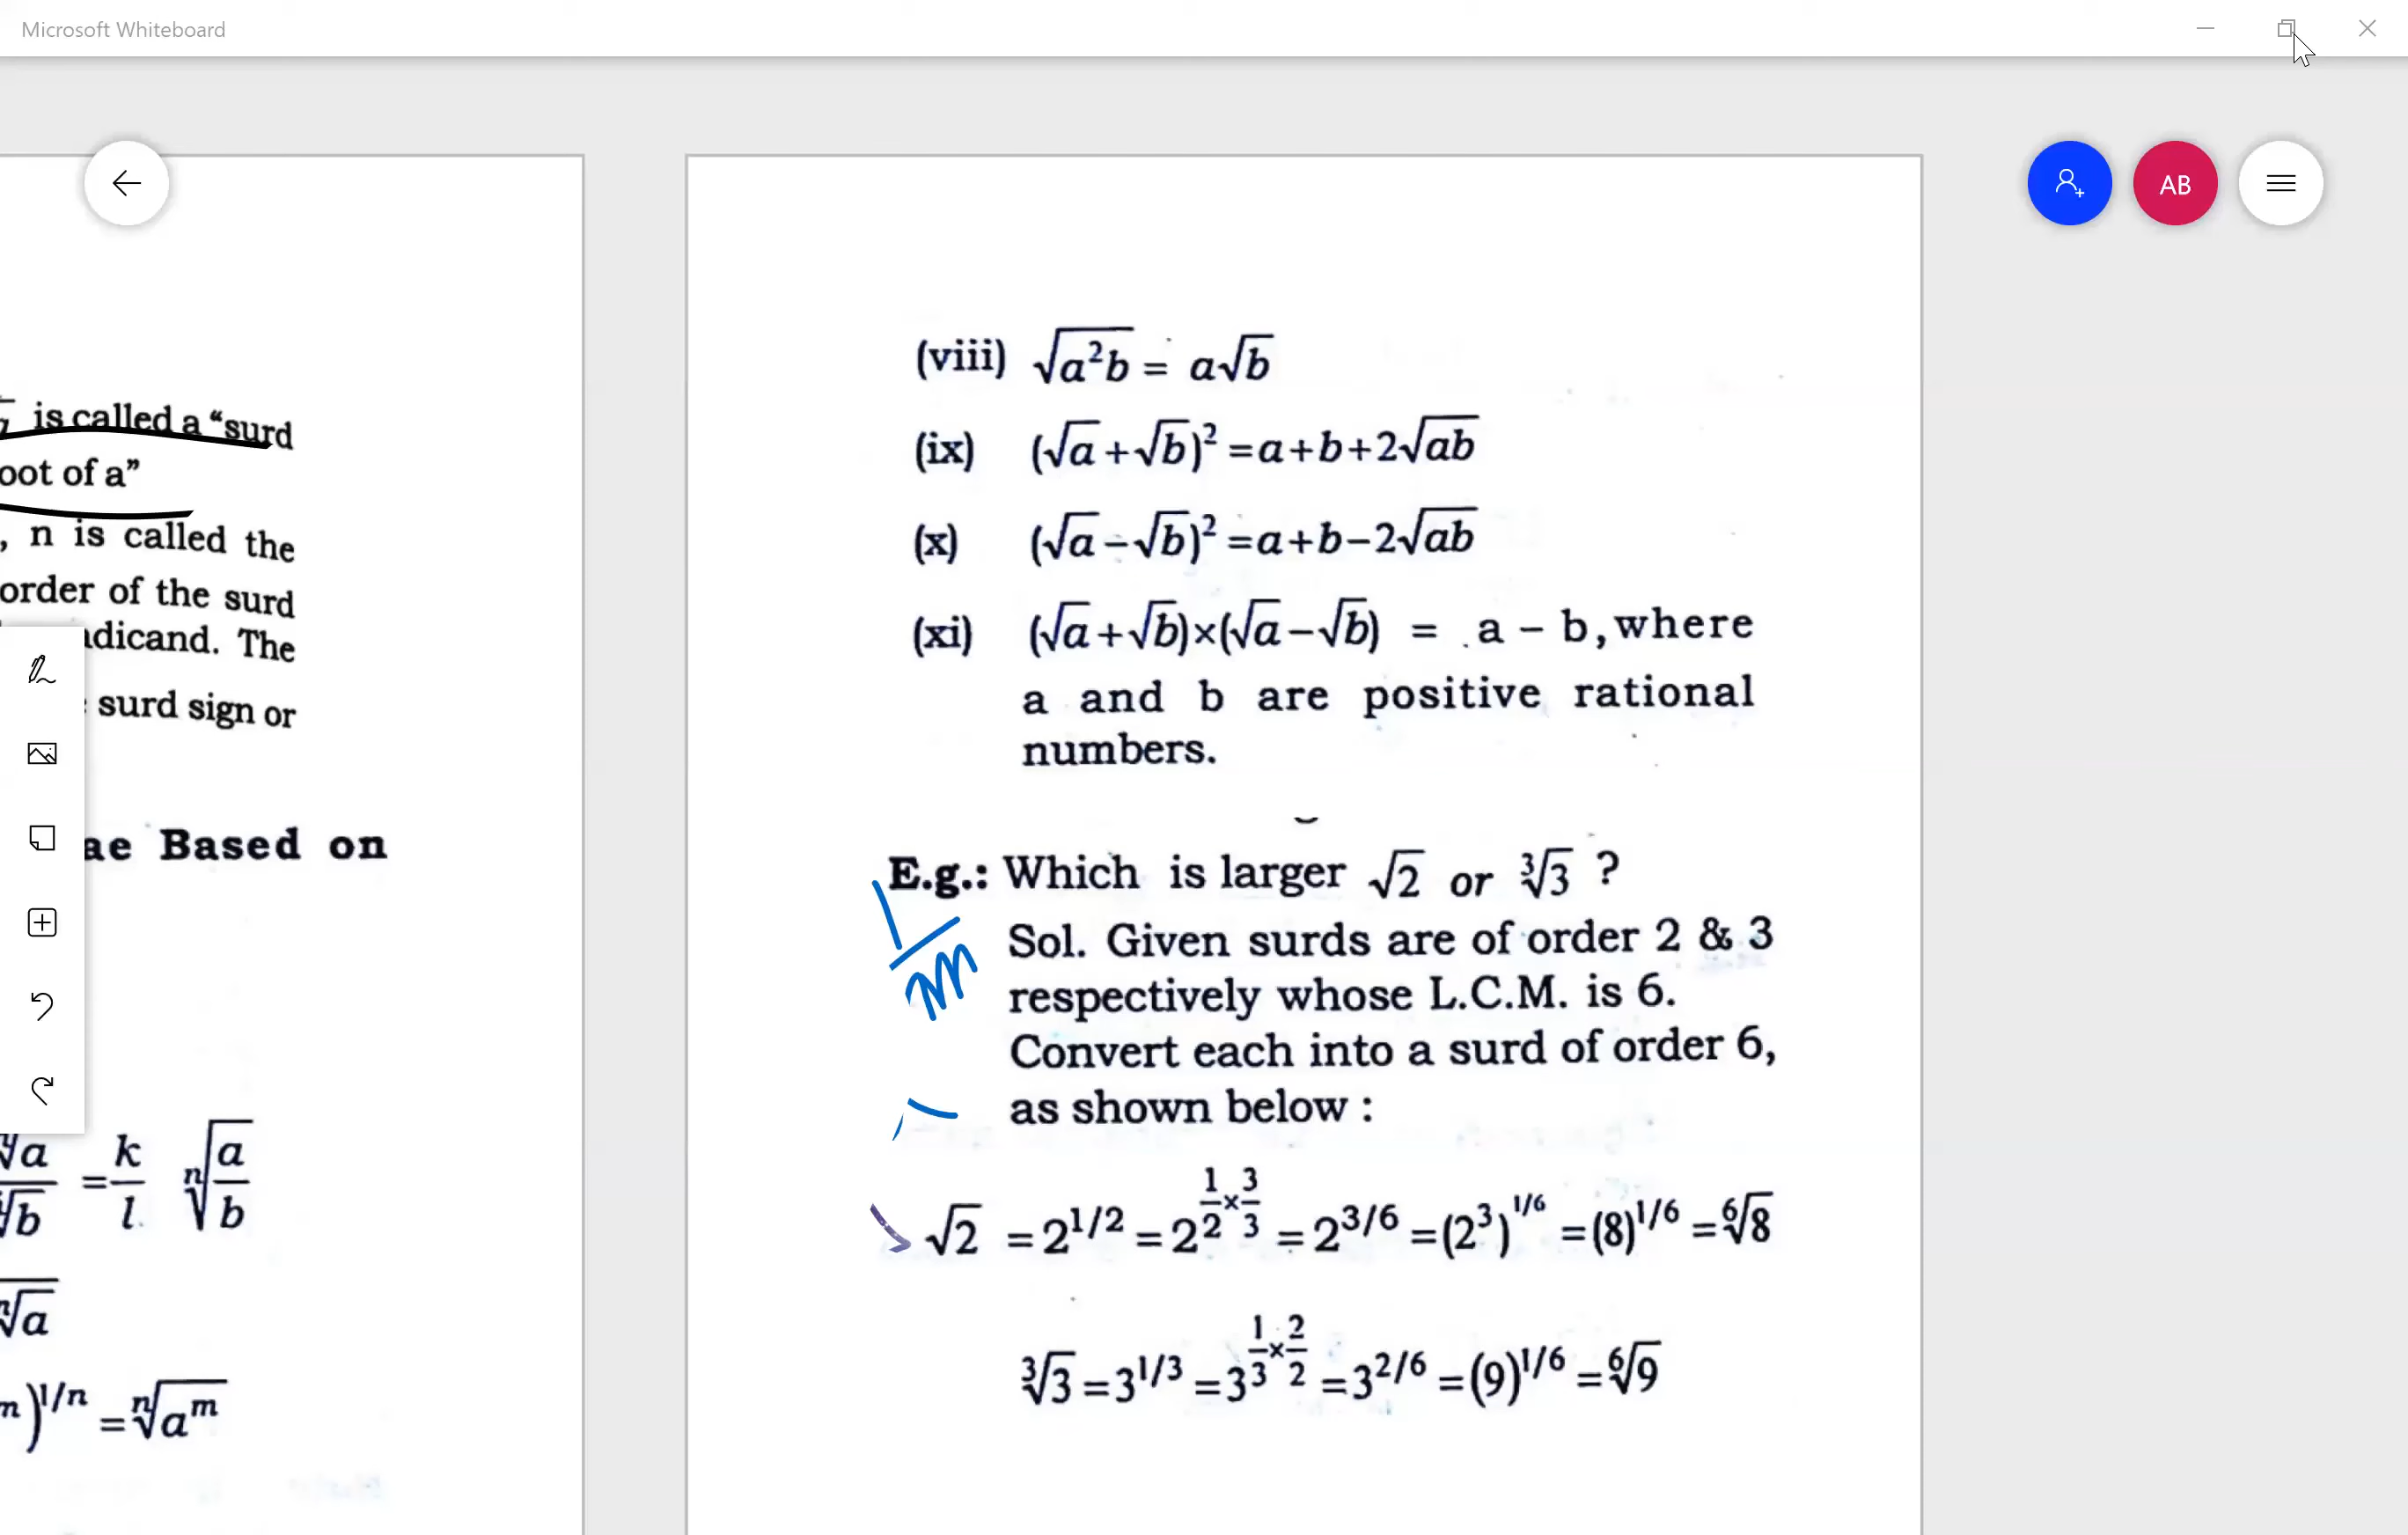 Microsoft Whiteboard
AB
is called a “surd
oot of a”
, n is called the
order of the surd
adicand. The
surd sign or
ae Based on
√a/√b = k/l ⁿ√(a/b)
ⁿ√a
m)^1/n = ⁿ√a^m
(viii) √a²b = a√b
(ix) (√a+√b)² =a+b+2√ab
(x) (√a−√b)² =a+b−2√ab
(xi) (√a+√b)×(√a−√b) = a − b, where
a and b are positive rational
numbers.
E.g.: Which is larger √2 or ³√3 ?
Sol. Given surds are of order 2 & 3
respectively whose L.C.M. is 6.
Convert each into a surd of order 6,
as shown below :
√2 = 2^1/2 = 2^(1/2 × 3/3) = 2^3/6 = (2³)^1/6 = (8)^1/6 = ⁶√8
³√3 = 3^1/3 = 3^(1/3 × 2/2) = 3^2/6 = (9)^1/6 = ⁶√9